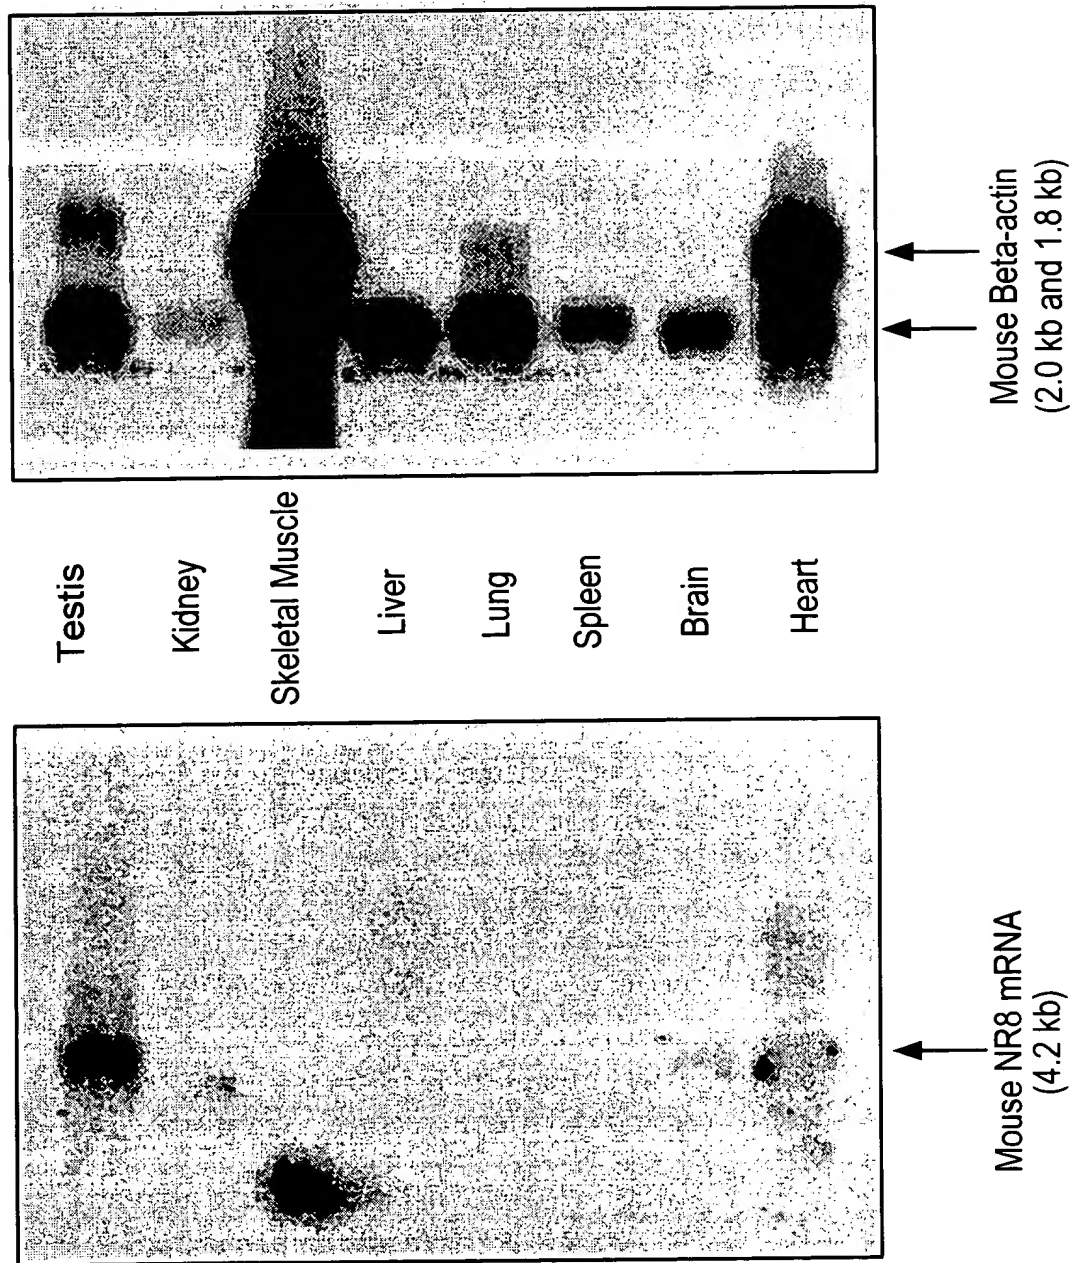 Testis
Kidney
Skeletal Muscle
Liver
Lung
Spleen
Brain
Heart
Mouse Beta-actin
(2.0 kb and 1.8 kb)
Mouse NR8 mRNA
(4.2 kb)